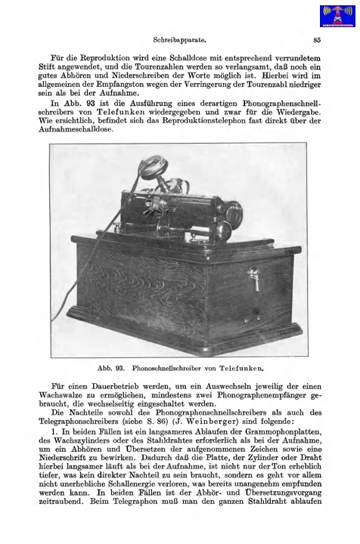 Schreibapparate. 85
Für die Reproduktion wird eine Schalldose mit entsprechend verrundetem
Stift angewendet, und die Tourenzahlen werden so verlangsamt, daß noch ein
gutes Abhören und Niederschreiben der Worte möglich ist. Hierbei wird im
allgemeinen der Empfangston wegen der Verringerung der Tourenzahl niedriger
sein als bei der Aufnahme.
In Abb. 93 ist die Ausführung eines derartigen Phonographenschnell-
schreibers von Telefunken wiedergegeben und zwar für die Wiedergabe.
Wie ersichtlich, befindet sich das Reproduktionstelephon fast direkt über der
Aufnahmeschalldose.
Abb. 93. Phonoschnellschreiber von Telefunken.
Für einen Dauerbetrieb werden, um ein Auswechseln jeweilig der einen
Wachswalze zu ermöglichen, mindestens zwei Phonographenempfänger ge-
braucht, die wechselseitig eingeschaltet werden.
Die Nachteile sowohl des Phonographenschnellschreibers als auch des
Telegraphonschreibers (siehe S. 86) (J. Weinberger) sind folgende:
1. In beiden Fällen ist ein langsameres Ablaufen der Grammophonplatten,
des Wachszylinders oder des Stahldrahtes erforderlich als bei der Aufnahme,
um ein Abhören und Übersetzen der aufgenommenen Zeichen sowie eine
Niederschrift zu bewirken. Dadurch daß die Platte, der Zylinder oder Draht
hierbei langsamer läuft als bei der Aufnahme, ist nicht nur der Ton erheblich
tiefer, was kein direkter Nachteil zu sein braucht, sondern es geht vor allem
nicht unerhebliche Schallenergie verloren, was bereits unangenehm empfunden
werden kann. In beiden Fällen ist der Abhör- und Übersetzungsvorgang
zeitraubend. Beim Telegraphon muß man den ganzen Stahldraht ablaufen